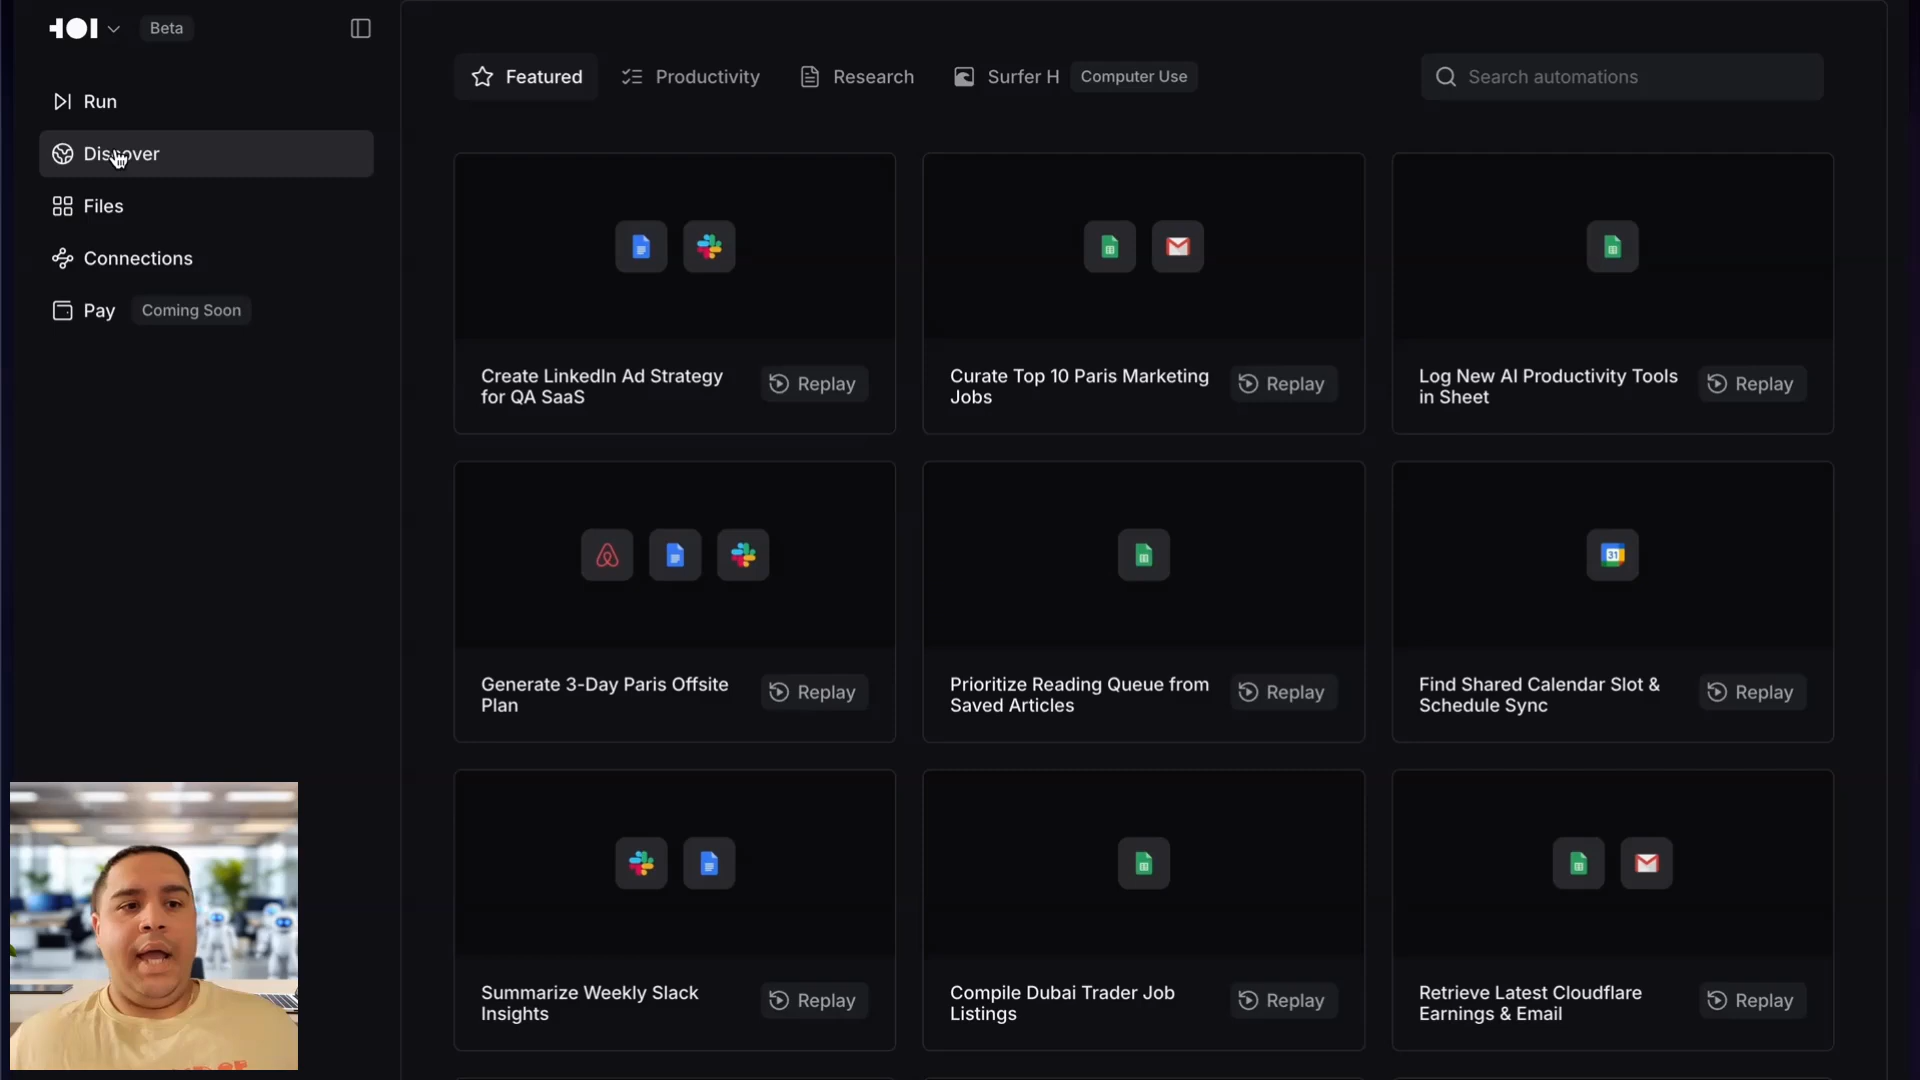 Beta
Run
Discover
Files
Connections
Pay
Coming Soon
Featured
Productivity
Research
Surfer H
Computer Use
Search automations
Create LinkedIn Ad Strategy
for QA SaaS
Replay
Curate Top 10 Paris Marketing
Jobs
Replay
Log New AI Productivity Tools
in Sheet
Replay
31
Generate 3-Day Paris Offsite
Plan
Replay
Prioritize Reading Queue from
Saved Articles
Replay
Find Shared Calendar Slot &
Schedule Sync
Replay
Summarize Weekly Slack
Insights
Replay
Compile Dubai Trader Job
Listings
Replay
Retrieve Latest Cloudflare
Earnings & Email
Replay